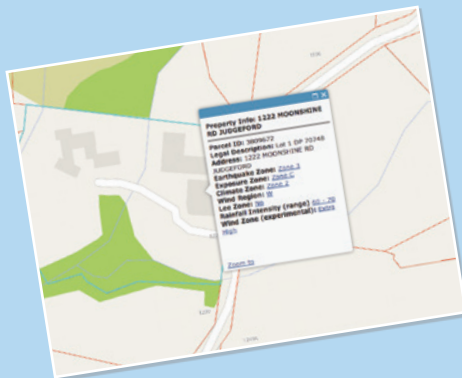 Property Info: 1222 MOONSHINE
RD JUDGEFORD
Parcel ID: 3809672
Legal Description: Lot 1 DP 70348
Address: 1222 MOONSHINE RD
JUDGEFORD
Earthquake Zone: Zone 3
Exposure Zone: Zone C
Climate Zone: Zone 2
Wind Region: W
Lee Zone: No
Rainfall Intensity (range) 60 - 70
Wind Zone (experimental): Extra
High
Zoom to